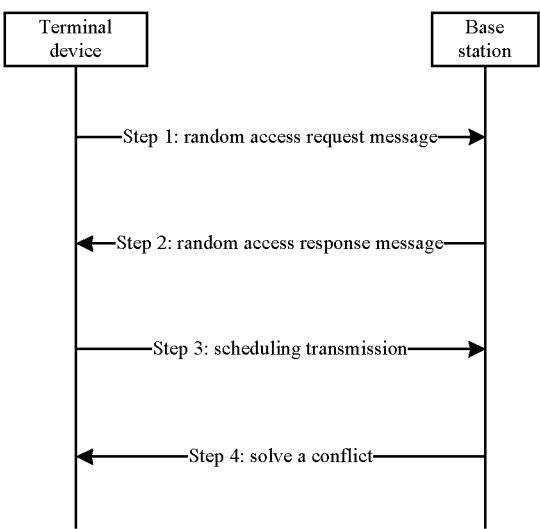 Terminal
device
Base
station
Step 1: random access request message
Step 2: random access response message
Step 3: scheduling transmission
Step 4: solve a conflict